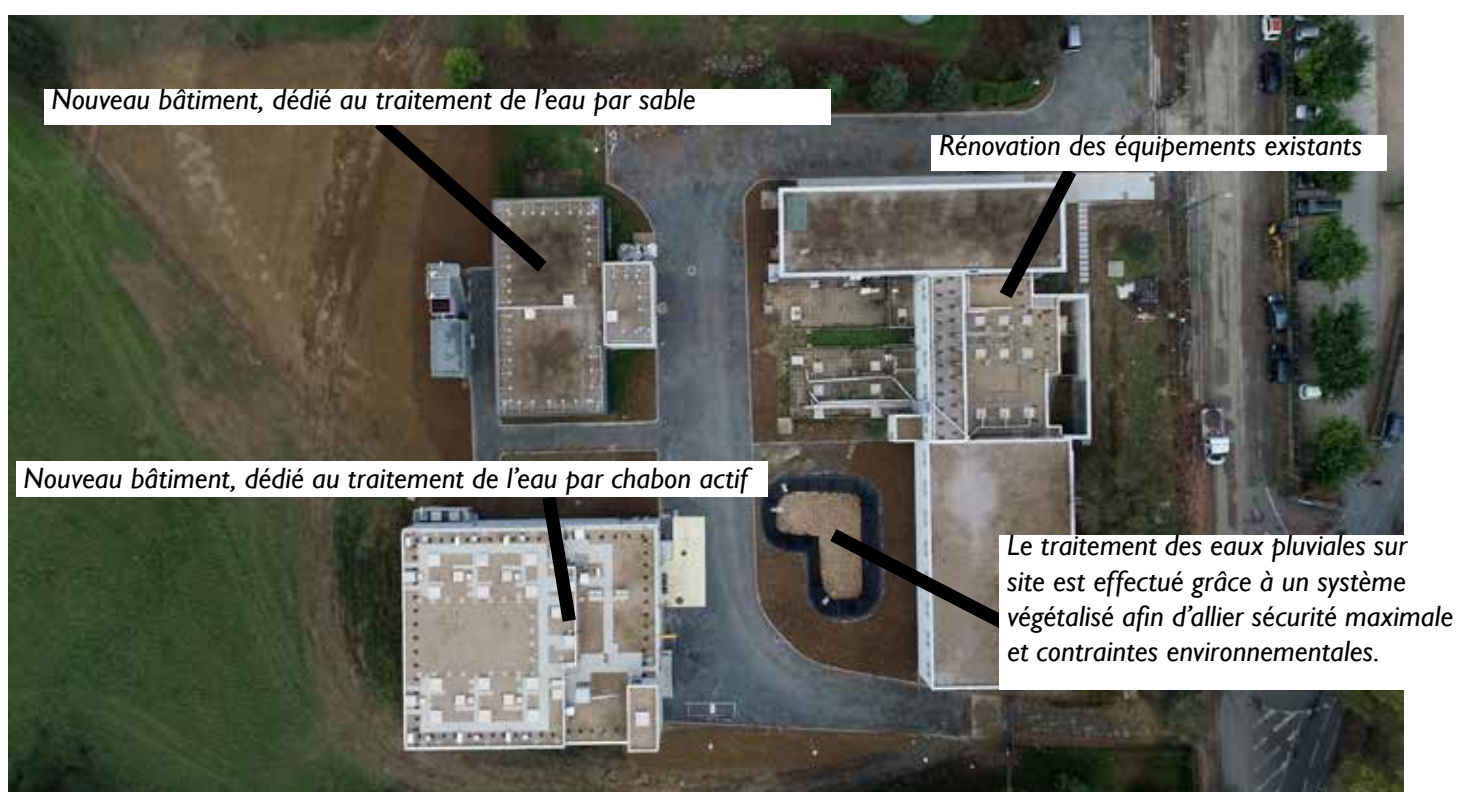 Nouveau bâtiment, dédié au traitement de l'eau par sable
Rénovation des équipements existants
Nouveau bâtiment, dédié au traitement de l'eau par chabon actif
Le traitement des eaux pluviales sur
site est effectué grâce à un système
végétalisé afin d'allier sécurité maximale
et contraintes environnementales.